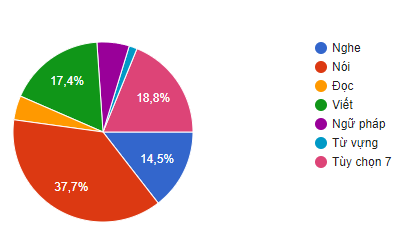 17,4%
18,8%
14,5%
37,7%
Nghe
Nói
Đọc
Viết
Ngữ pháp
Từ vựng
Tùy chọn 7